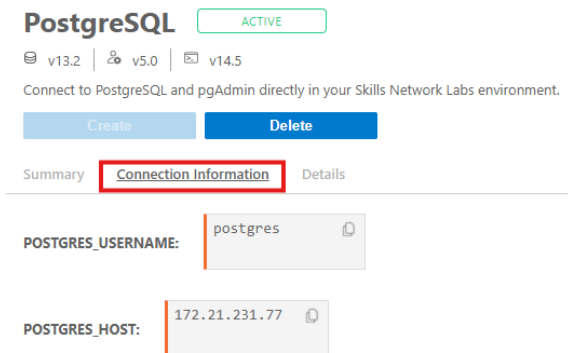 PostgreSQL ACTIVE
v13.2 v5.0 v14.5
Connect to PostgreSQL and pgAdmin directly in your Skills Network Labs environment.
Create Delete
Summary Connection Information Details
POSTGRES_USERNAME: postgres
POSTGRES_HOST: 172.21.231.77